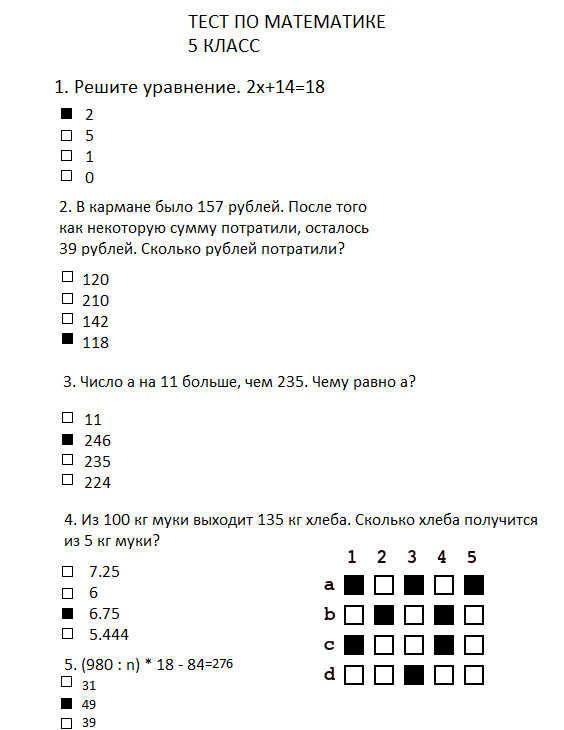 ТЕСТ ПО МАТЕМАТИКЕ
5 КЛАСС
1. Решите уравнение. 2x+14=18
2
5
1
0
2. В кармане было 157 рублей. После того
как некоторую сумму потратили, осталось
39 рублей. Сколько рублей потратили?
120
210
142
118
3. Число а на 11 больше, чем 235. Чему равно а?
11
246
235
224
4. Из 100 кг муки выходит 135 кг хлеба. Сколько хлеба получится
из 5 кг муки?
7.25
6
6.75
5.444
5. (980 : n) * 18 - 84=276
31
49
39
1 2 3 4 5
a
b
c
d